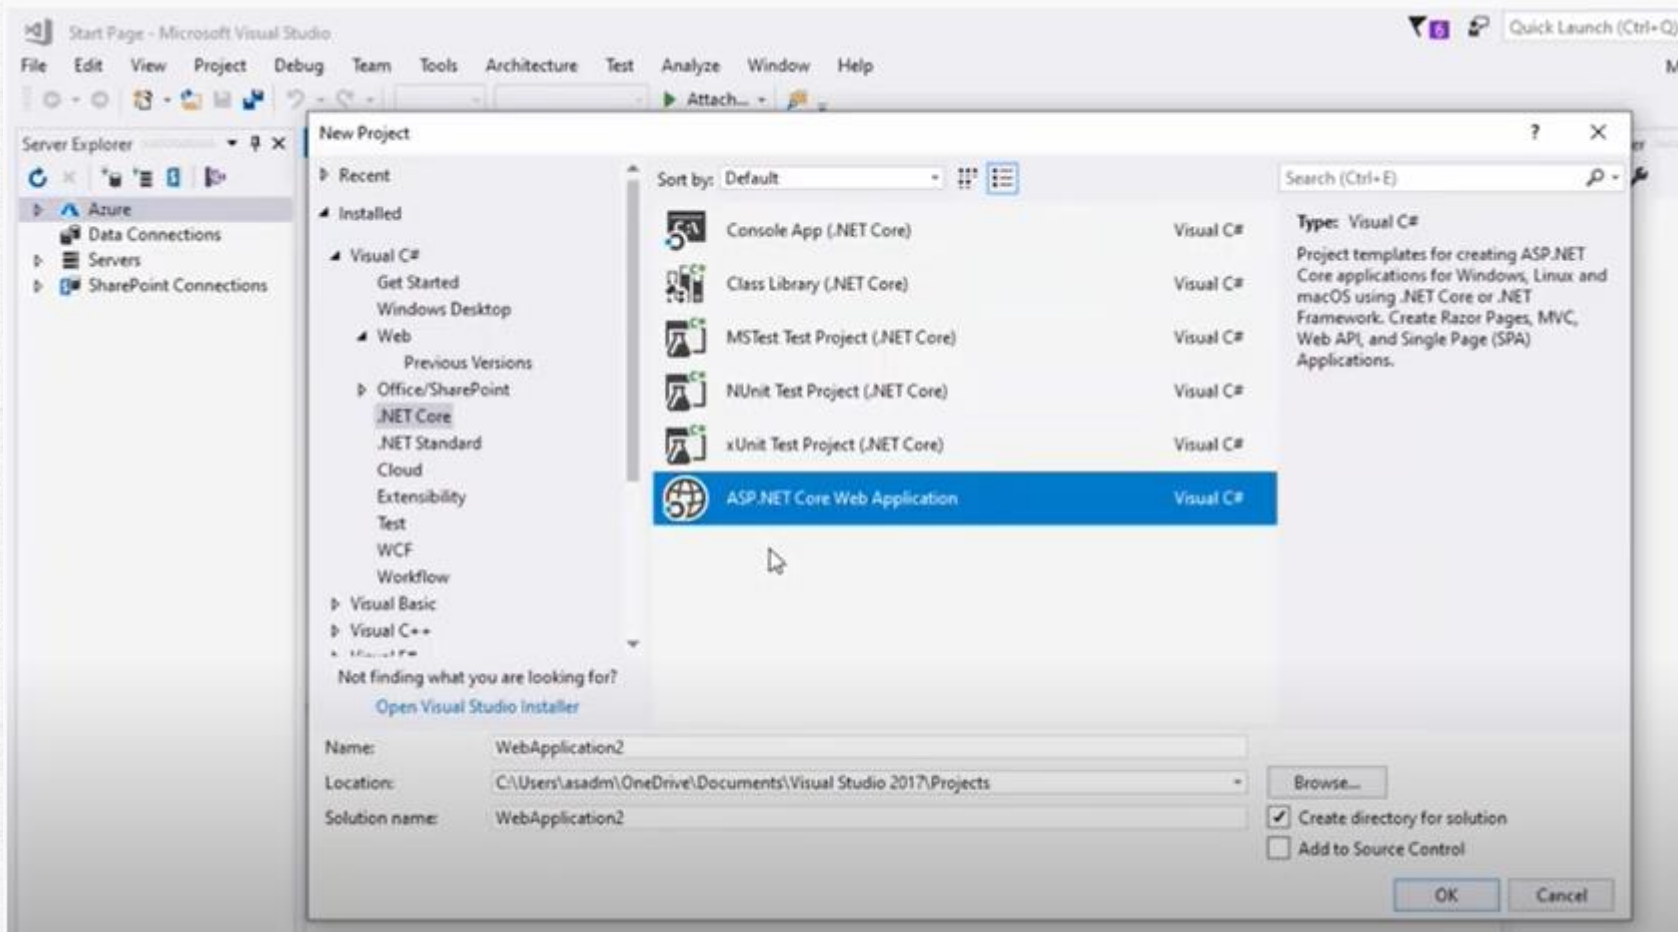 Start Page - Microsoft Visual Studio
6
Quick Launch (Ctrl+Q)
File Edit View Project Debug Team Tools Architecture Test Analyze Window Help
Attach...
Server Explorer
Azure
Data Connections
Servers
SharePoint Connections
New Project
?
Recent
Installed
Visual C#
Get Started
Windows Desktop
Web
Previous Versions
Office/SharePoint
.NET Core
.NET Standard
Cloud
Extensibility
Test
WCF
Workflow
Visual Basic
Visual C++
Not finding what you are looking for?
Open Visual Studio Installer
Sort by: Default
Console App (.NET Core) Visual C#
Class Library (.NET Core) Visual C#
MSTest Test Project (.NET Core) Visual C#
NUnit Test Project (.NET Core) Visual C#
xUnit Test Project (.NET Core) Visual C#
ASP.NET Core Web Application Visual C#
Search (Ctrl+E)
Type: Visual C#
Project templates for creating ASP.NET
Core applications for Windows, Linux and
macOS using .NET Core or .NET
Framework. Create Razor Pages, MVC,
Web API, and Single Page (SPA)
Applications.
Name: WebApplication2
Location: C:\Users\asadm\OneDrive\Documents\Visual Studio 2017\Projects
Browse...
Solution name: WebApplication2
Create directory for solution
Add to Source Control
OK Cancel